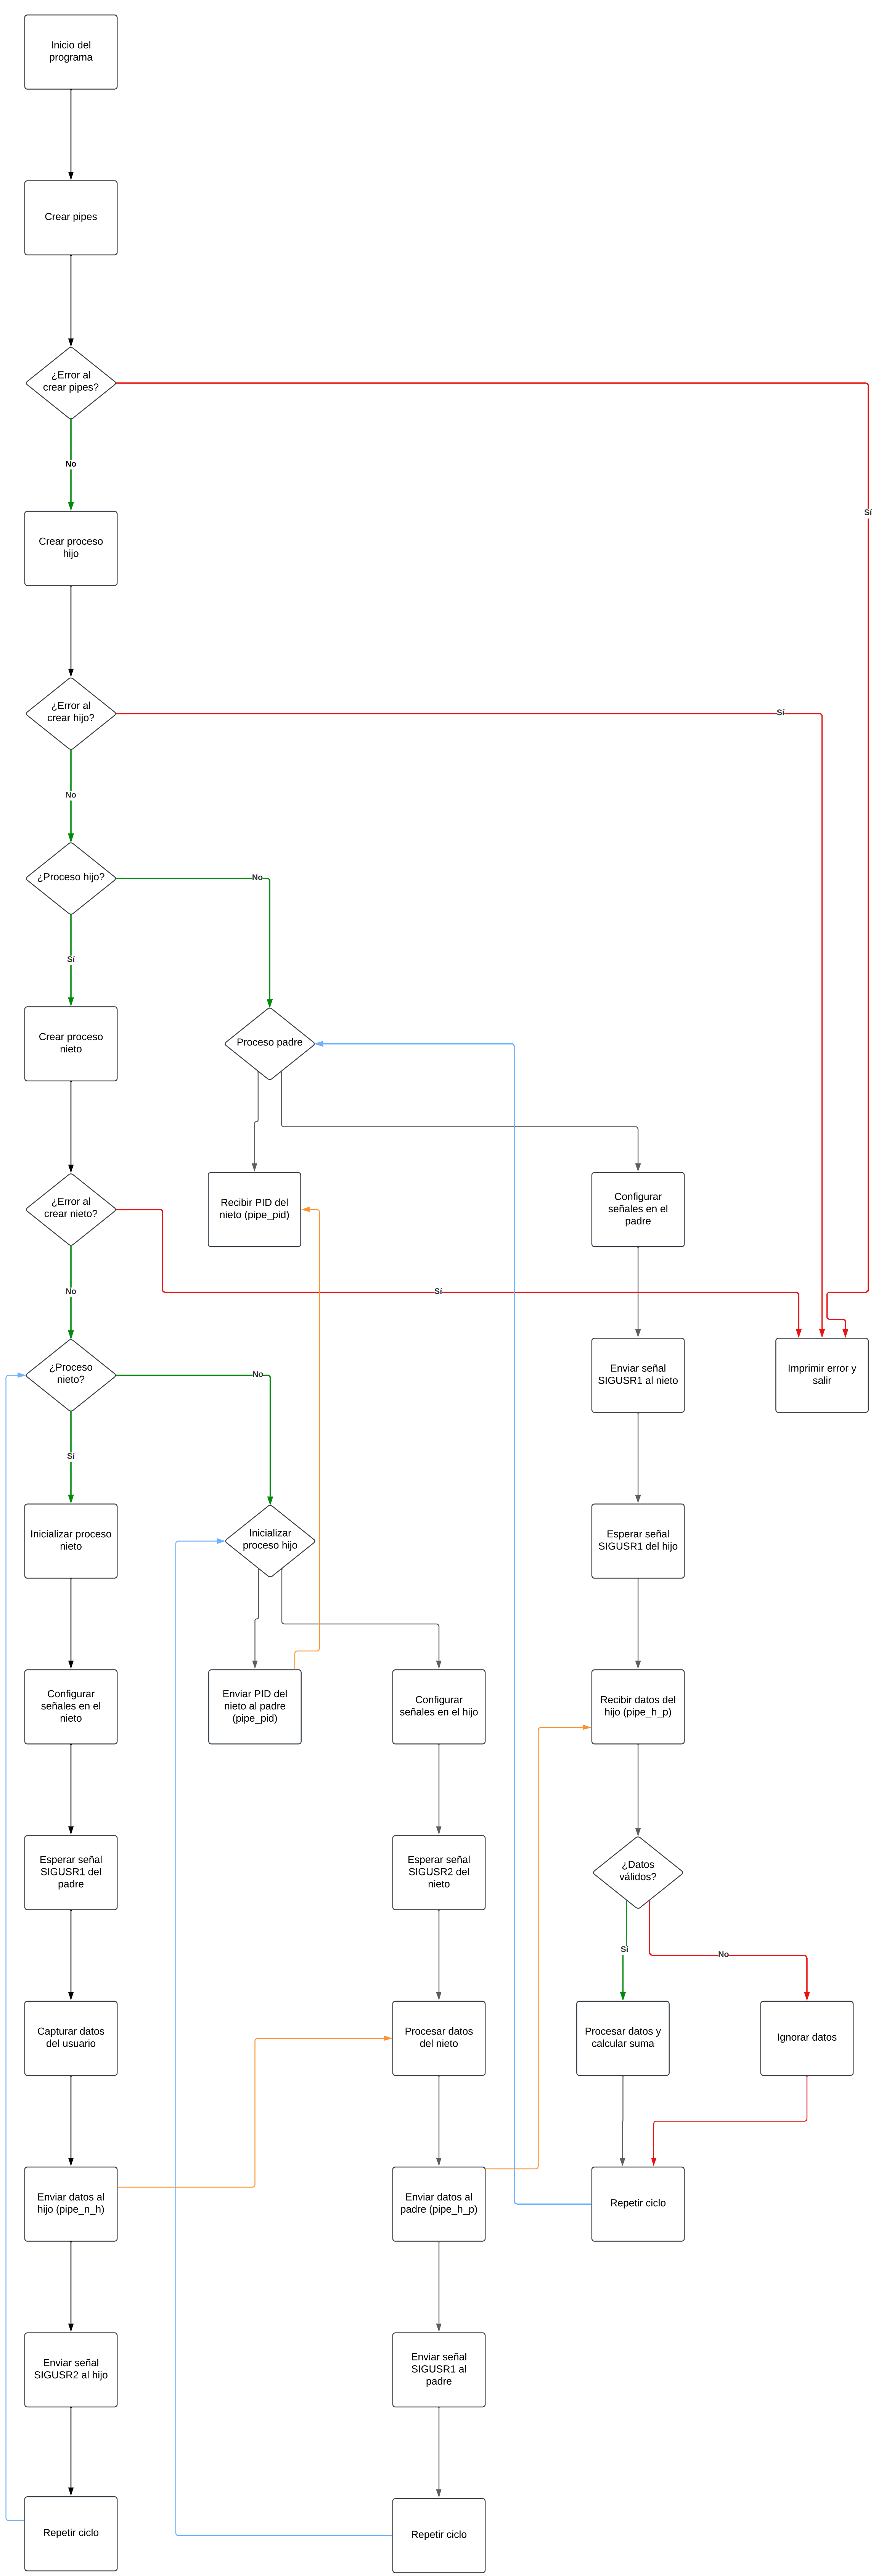 Inicio del
programa
Crear pipes
¿Error al
crear pipes?
Sí
No
Crear proceso
hijo
¿Error al
crear hijo?
Sí
No
¿Proceso hijo?
No
Sí
Crear proceso
nieto
Proceso padre
¿Error al
crear nieto?
Recibir PID del
nieto (pipe_pid)
Configurar
señales en el
padre
No
Sí
¿Proceso
nieto?
No
Enviar señal
SIGUSR1 al nieto
Imprimir error y
salir
Sí
Inicializar proceso
nieto
Inicializar
proceso hijo
Esperar señal
SIGUSR1 del hijo
Configurar
señales en el
nieto
Enviar PID del
nieto al padre
(pipe_pid)
Configurar
señales en el hijo
Recibir datos del
hijo (pipe_h_p)
Esperar señal
SIGUSR1 del
padre
Esperar señal
SIGUSR2 del
nieto
¿Datos
válidos?
Sí
No
Capturar datos
del usuario
Procesar datos
del nieto
Procesar datos y
calcular suma
Ignorar datos
Enviar datos al
hijo (pipe_n_h)
Enviar datos al
padre (pipe_h_p)
Repetir ciclo
Enviar señal
SIGUSR2 al hijo
Enviar señal
SIGUSR1 al
padre
Repetir ciclo
Repetir ciclo